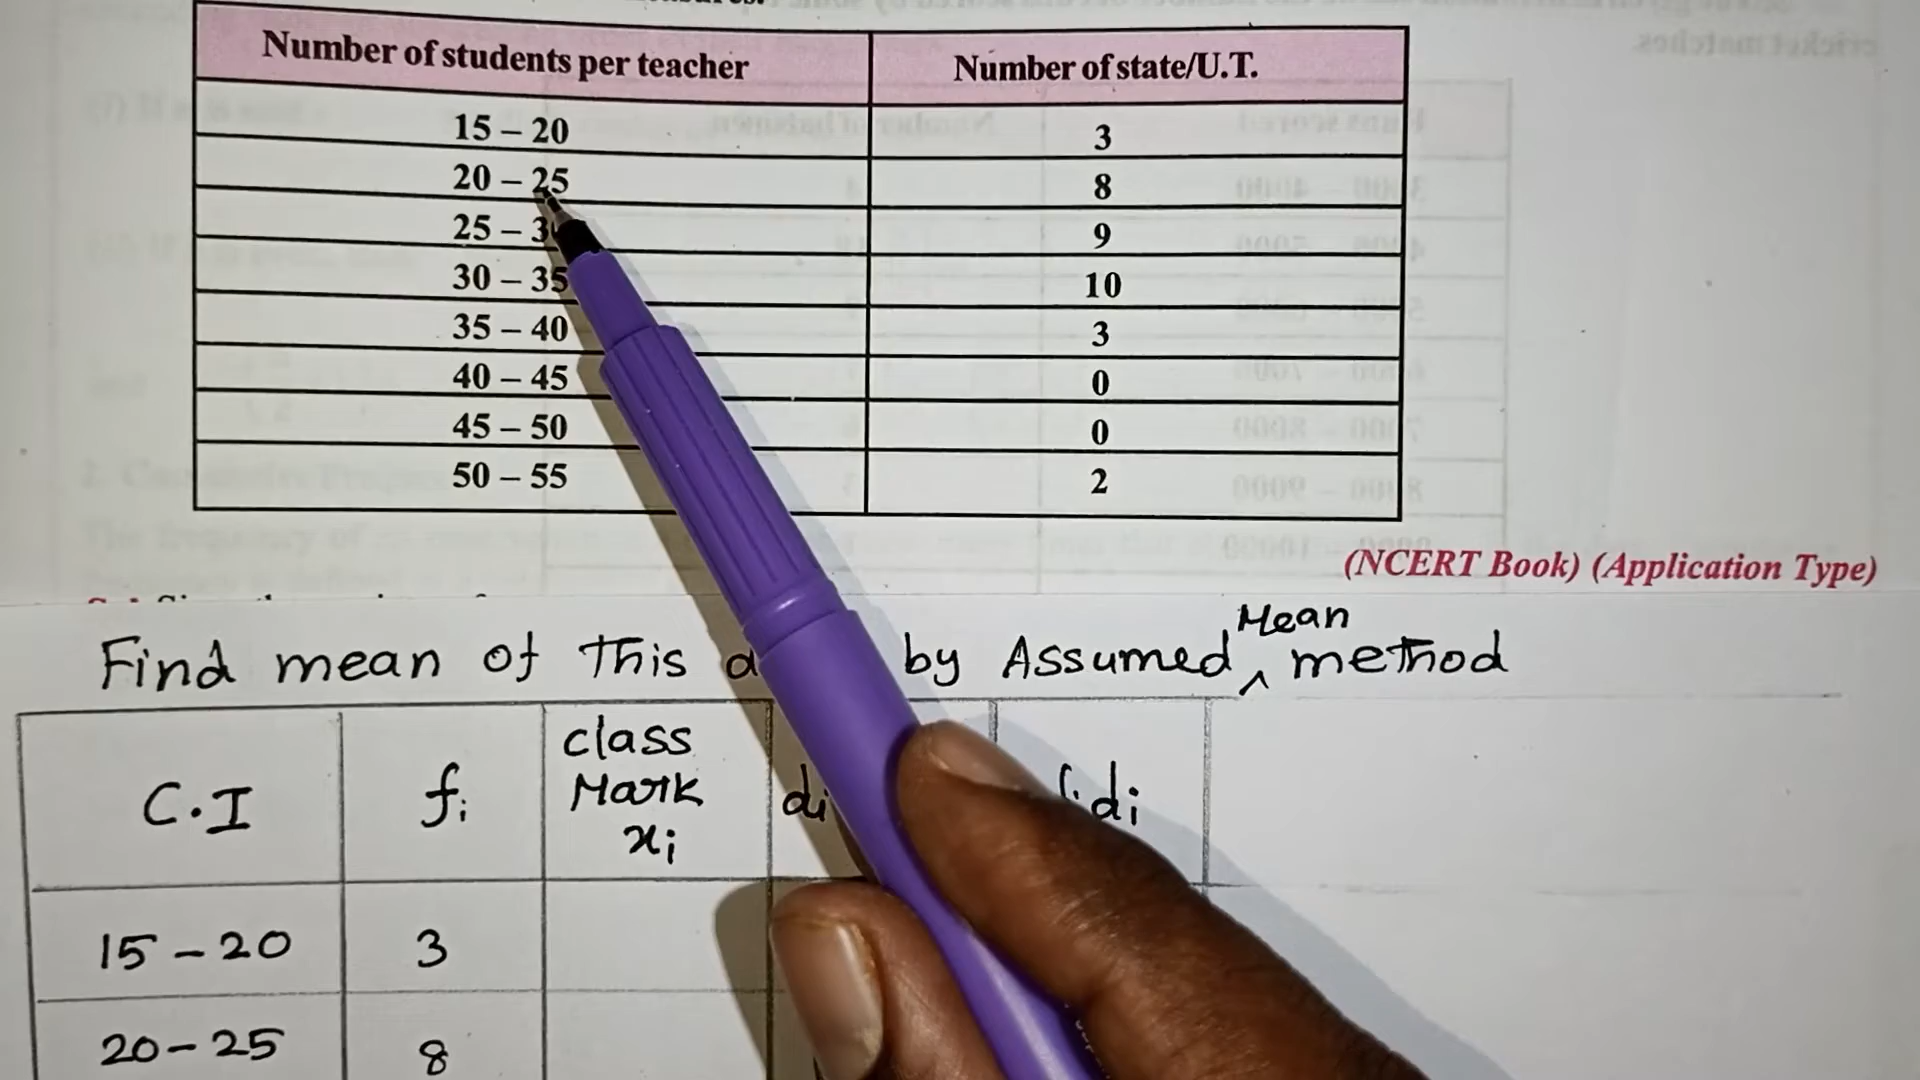 Number of students per teacher Number of state/U.T.
15 – 20 3
20 – 25 8
25 – 9
30 – 35 10
35 – 40 3
40 – 45 0
45 – 50 0
50 – 55 2
(NCERT Book) (Application Type)
Find mean of This by Assumed Mean method
C.I fi class Mark xi di
15 - 20 3
20 - 25 8